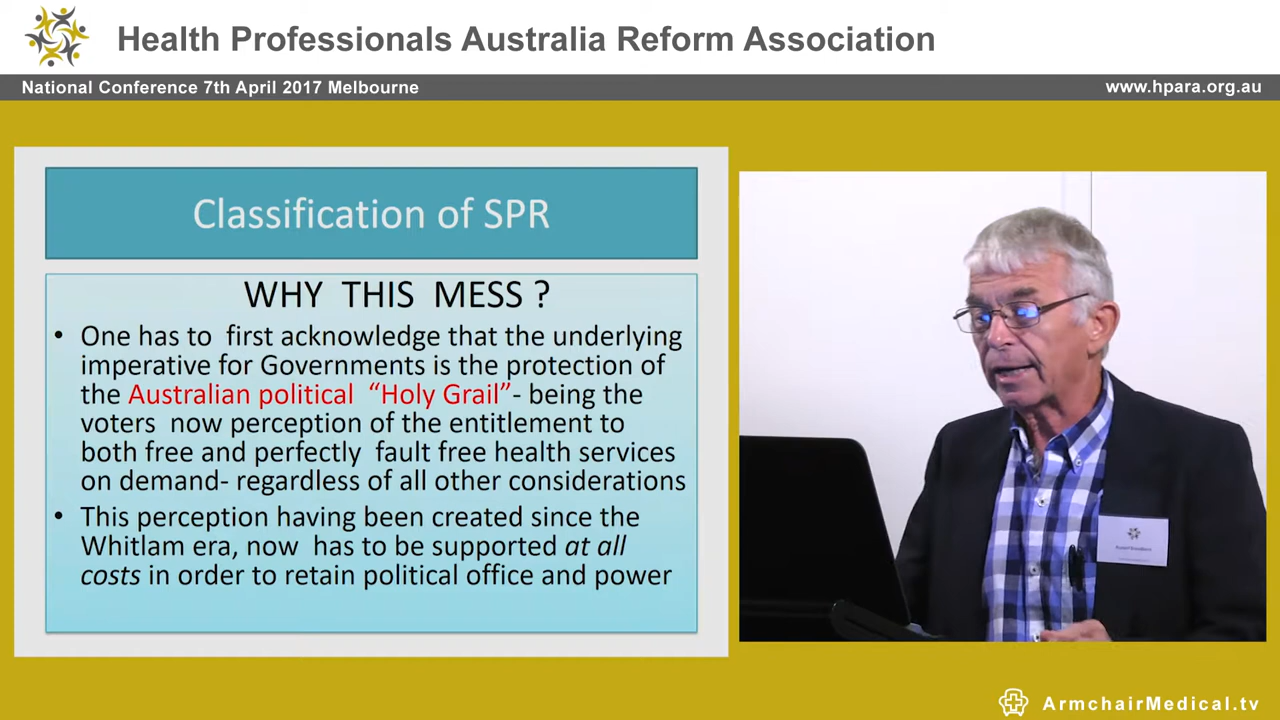 Health Professionals Australia Reform Association
National Conference 7th April 2017 Melbourne
www.hpara.org.au
Classification of SPR
WHY THIS MESS ?
• One has to first acknowledge that the underlying
imperative for Governments is the protection of
the Australian political “Holy Grail”- being the
voters now perception of the entitlement to
both free and perfectly fault free health services
on demand- regardless of all other considerations
• This perception having been created since the
Whitlam era, now has to be supported at all
costs in order to retain political office and power
ArmchairMedical.tv